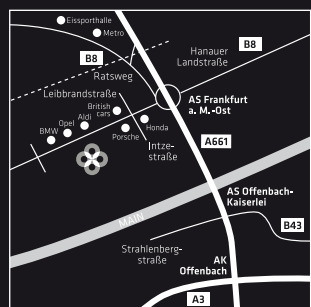 Eissporthalle
Metro
B8
Ratsweg
Hanauer
Landstraße
B8
Leibbrandstraße
British
cars
Aldi
Opel
BMW
Porsche
Honda
Intze-
straße
AS Frankfurt
a. M.-Ost
A661
AS Offenbach-
Kaiserlei
MAIN
B43
Strahlenberg-
straße
AK
Offenbach
A3